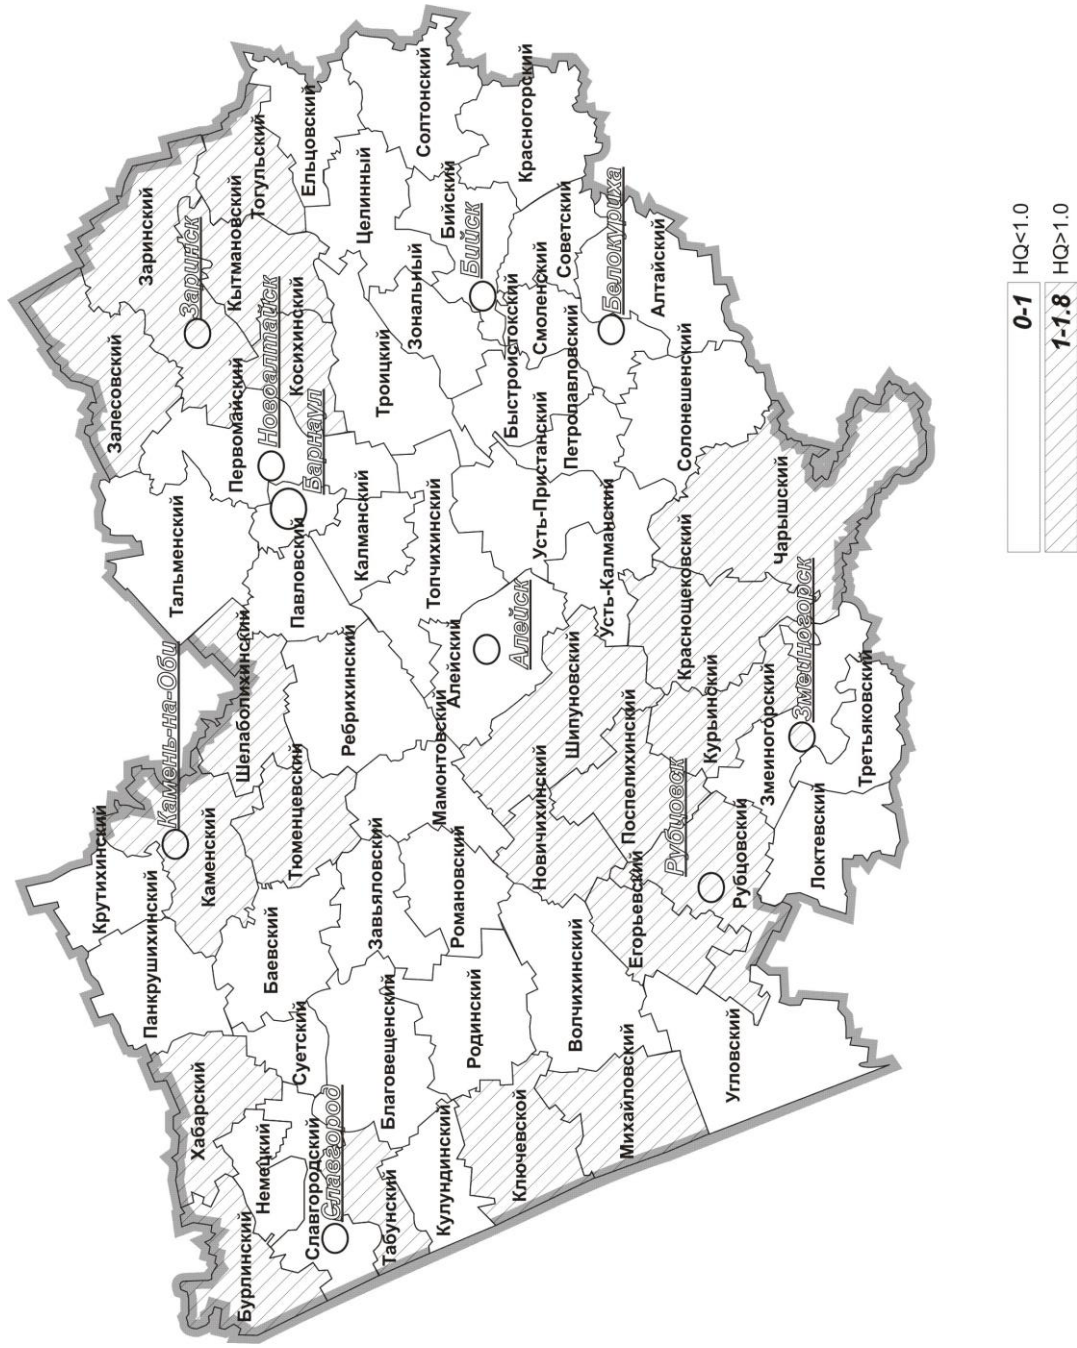 Бурлинский
Хабарский
Немецкий
Славгородский
Славгород
Табунский
Кулундинский
Ключевской
Михайловский
Угловский
Суетский
Благовещенский
Родинский
Волчихинский
Егорьевский
Рубцовский
Рубцовск
Локтевский
Панкрушихинский
Крутихинский
Камень-на-Оби
Каменский
Баевский
Тюменцевский
Завьяловский
Романовский
Мамонтовский
Новичихинский
Поспелихинский
Шипуновский
Курьинский
Змеиногорский
Змеиногорск
Третьяковский
Шелаболихинский
Ребрихинский
Алейский
Алейск
Краснощековский
Чарышский
Тальменский
Павловский
Калманский
Топчихинский
Усть-Пристанский
Усть-Калманский
Петропавловский
Солонешенский
Залесовский
Первомайский
Новоалтайск
Барнаул
Косихинский
Троицкий
Быстроистокский
Смоленский
Советский
Белокуриха
Алтайский
Заринский
Заринск
Кытмановский
Тогульский
Целинный
Зональный
Бийский
Бийск
Ельцовский
Солтонский
Красногорский
0-1 HQ<1.0
1-1.8 HQ>1.0